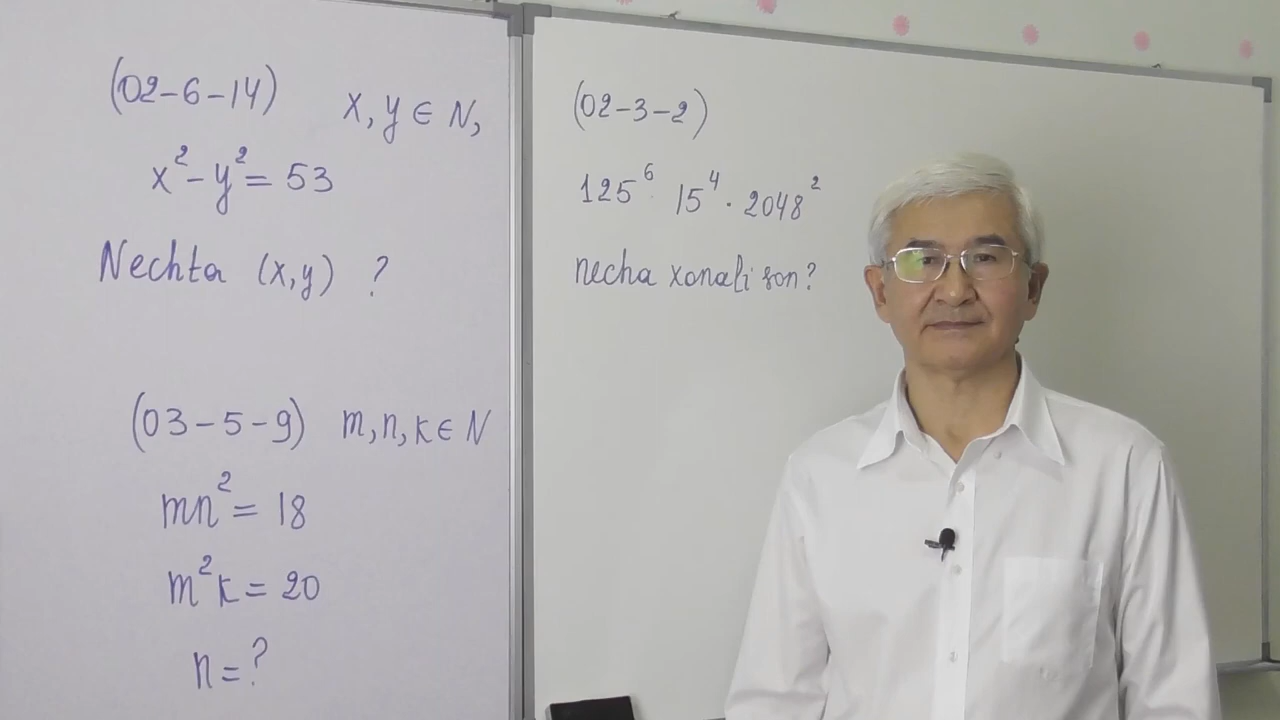 (02-6-14) x, y ∈ N,
x² - y² = 53
Nechta (x,y) ?
(03-5-9) m, n, k ∈ N
mn² = 18
m²k = 20
n = ?
(02-3-2)
125⁶ · 15⁴ · 2048²
necha xonali son?